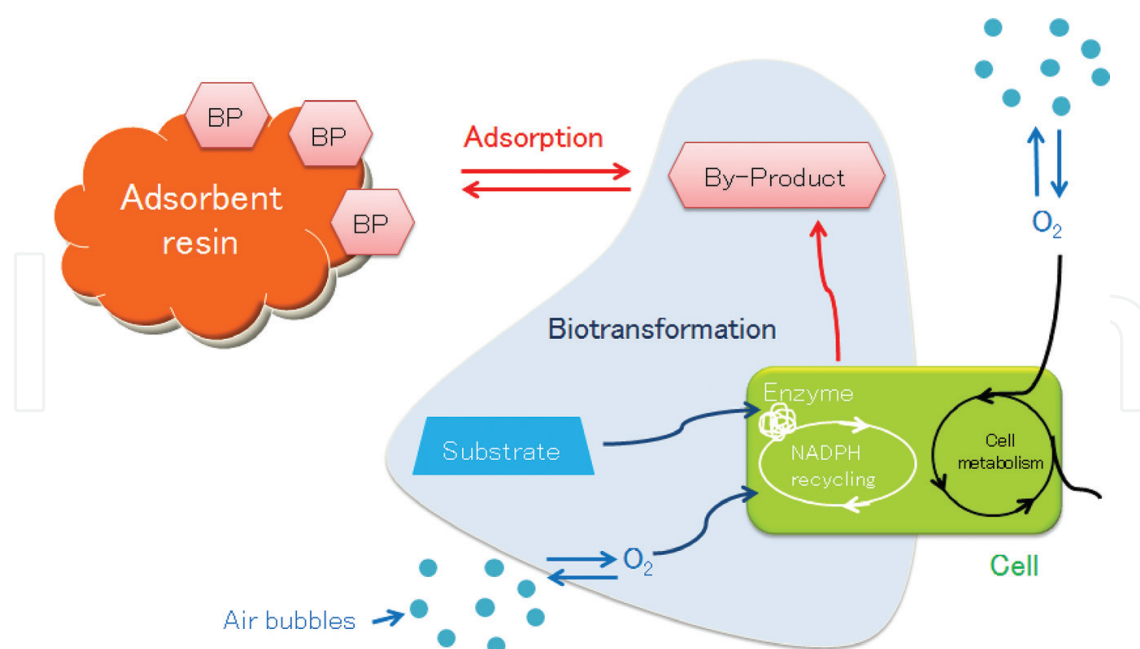 BP
BP
BP
Adsorbent
resin
Adsorption
By-Product
O₂
Biotransformation
Enzyme
NADPH
recycling
Cell
metabolism
Substrate
O₂
Cell
Air bubbles